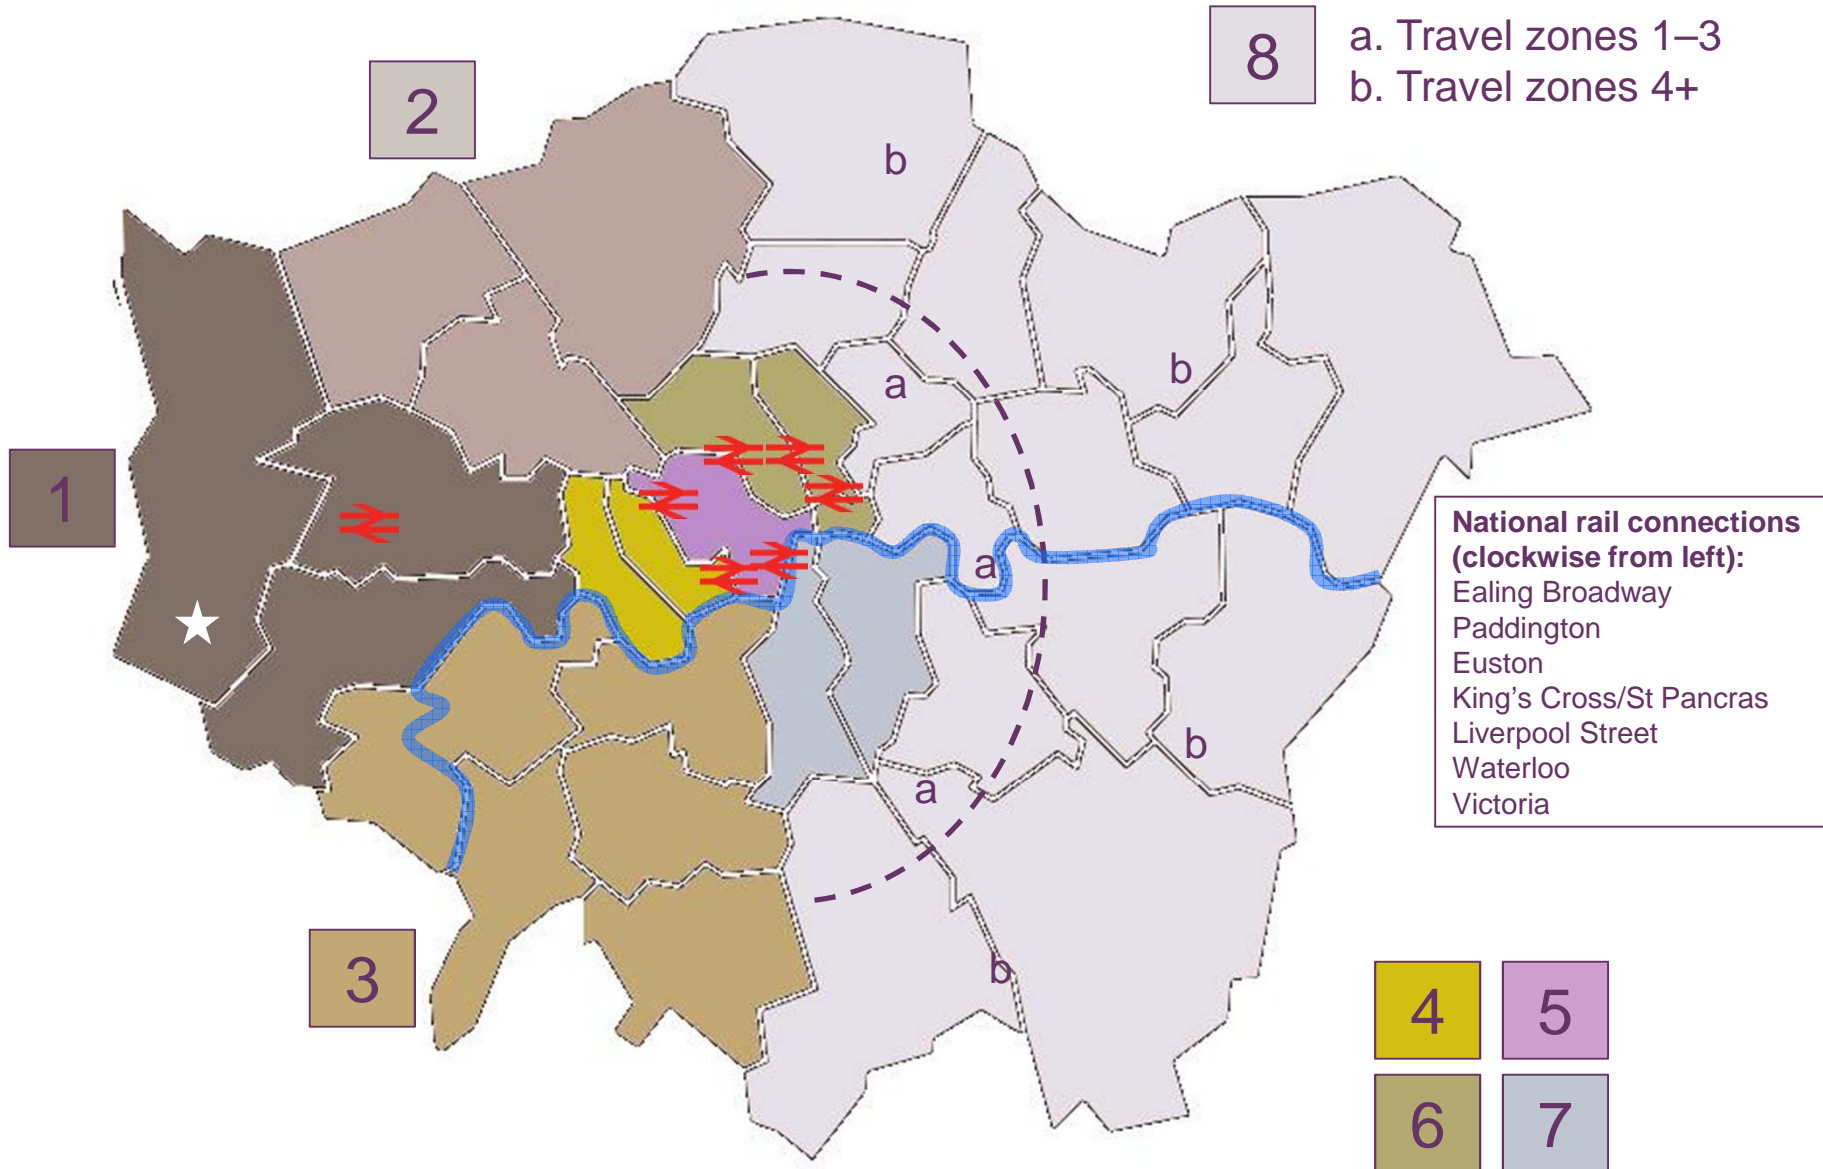 8
a. Travel zones 1–3
b. Travel zones 4+
2
b
b
a
1
National rail connections
(clockwise from left):
Ealing Broadway
Paddington
Euston
King's Cross/St Pancras
Liverpool Street
Waterloo
Victoria
a
b
a
3
b
4
5
6
7